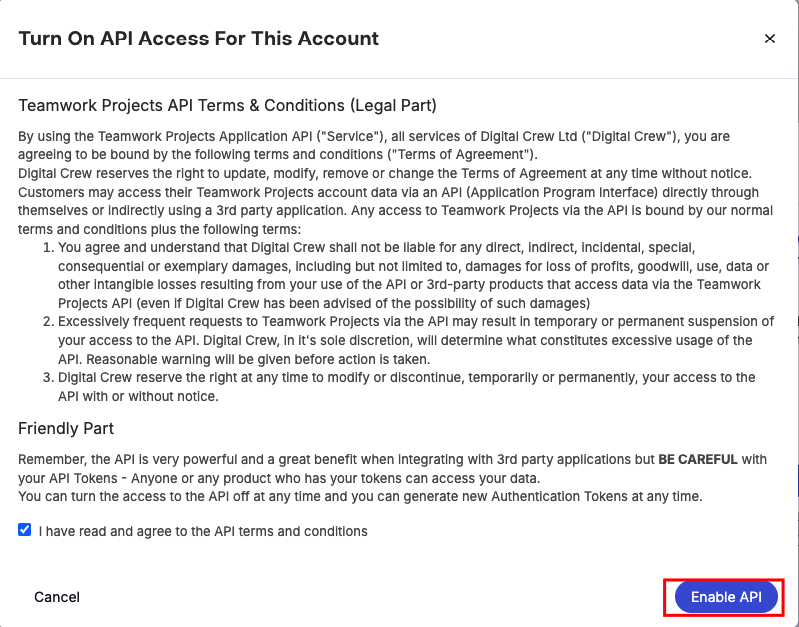 Turn On API Access For This Account
×
Teamwork Projects API Terms & Conditions (Legal Part)
By using the Teamwork Projects Application API ("Service"), all services of Digital Crew Ltd ("Digital Crew"), you are
agreeing to be bound by the following terms and conditions ("Terms of Agreement").
Digital Crew reserves the right to update, modify, remove or change the Terms of Agreement at any time without notice.
Customers may access their Teamwork Projects account data via an API (Application Program Interface) directly through
themselves or indirectly using a 3rd party application. Any access to Teamwork Projects via the API is bound by our normal
terms and conditions plus the following terms:
1. You agree and understand that Digital Crew shall not be liable for any direct, indirect, incidental, special,
consequential or exemplary damages, including but not limited to, damages for loss of profits, goodwill, use, data or
other intangible losses resulting from your use of the API or 3rd-party products that access data via the Teamwork
Projects API (even if Digital Crew has been advised of the possibility of such damages)
2. Excessively frequent requests to Teamwork Projects via the API may result in temporary or permanent suspension of
your access to the API. Digital Crew, in it's sole discretion, will determine what constitutes excessive usage of the
API. Reasonable warning will be given before action is taken.
3. Digital Crew reserve the right at any time to modify or discontinue, temporarily or permanently, your access to the
API with or without notice.
Friendly Part
Remember, the API is very powerful and a great benefit when integrating with 3rd party applications but BE CAREFUL with
your API Tokens - Anyone or any product who has your tokens can access your data.
You can turn the access to the API off at any time and you can generate new Authentication Tokens at any time.
I have read and agree to the API terms and conditions
Cancel
Enable API